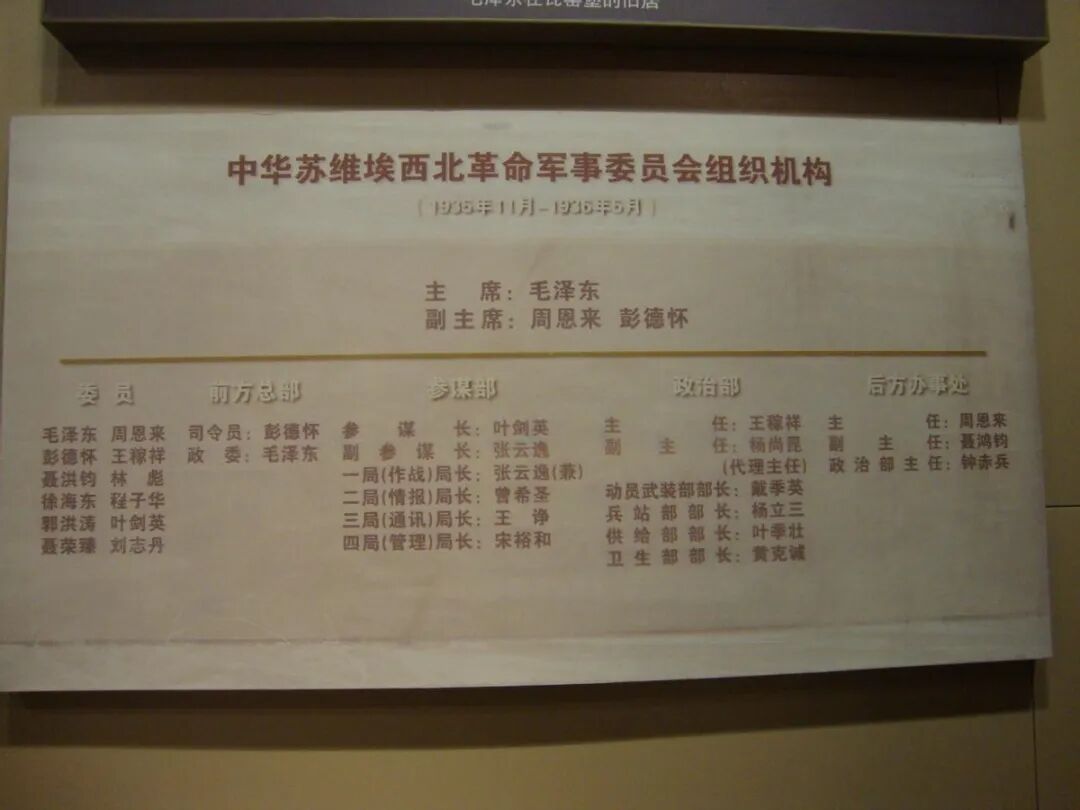 毛泽东在瓦窑堡的旧居
中华苏维埃西北革命军事委员会组织机构
(1935年11月-1936年6月)
主 席：毛泽东
副主席：周恩来 彭德怀
委 员
毛泽东 周恩来
彭德怀 王稼祥
聂洪钧 林 彪
徐海东 程子华
郭洪涛 叶剑英
聂荣臻 刘志丹
前方总部
司令员：彭德怀
政 委：毛泽东
参谋部
参 谋 长：叶剑英
副 参 谋 长：张云逸
一局(作战)局长：张云逸(兼)
二局(情报)局长：曾希圣
三局(通讯)局长：王 诤
四局(管理)局长：宋裕和
政治部
主 任：王稼祥
副 主 任：杨尚昆
(代理主任)
动员武装部部长：戴季英
兵 站 部 部 长：杨立三
供 给 部 部 长：叶季壮
卫 生 部 部 长：黄克诚
后方办事处
主 任：周恩来
副 主 任：聂鸿钧
政 治 部 主 任：钟赤兵